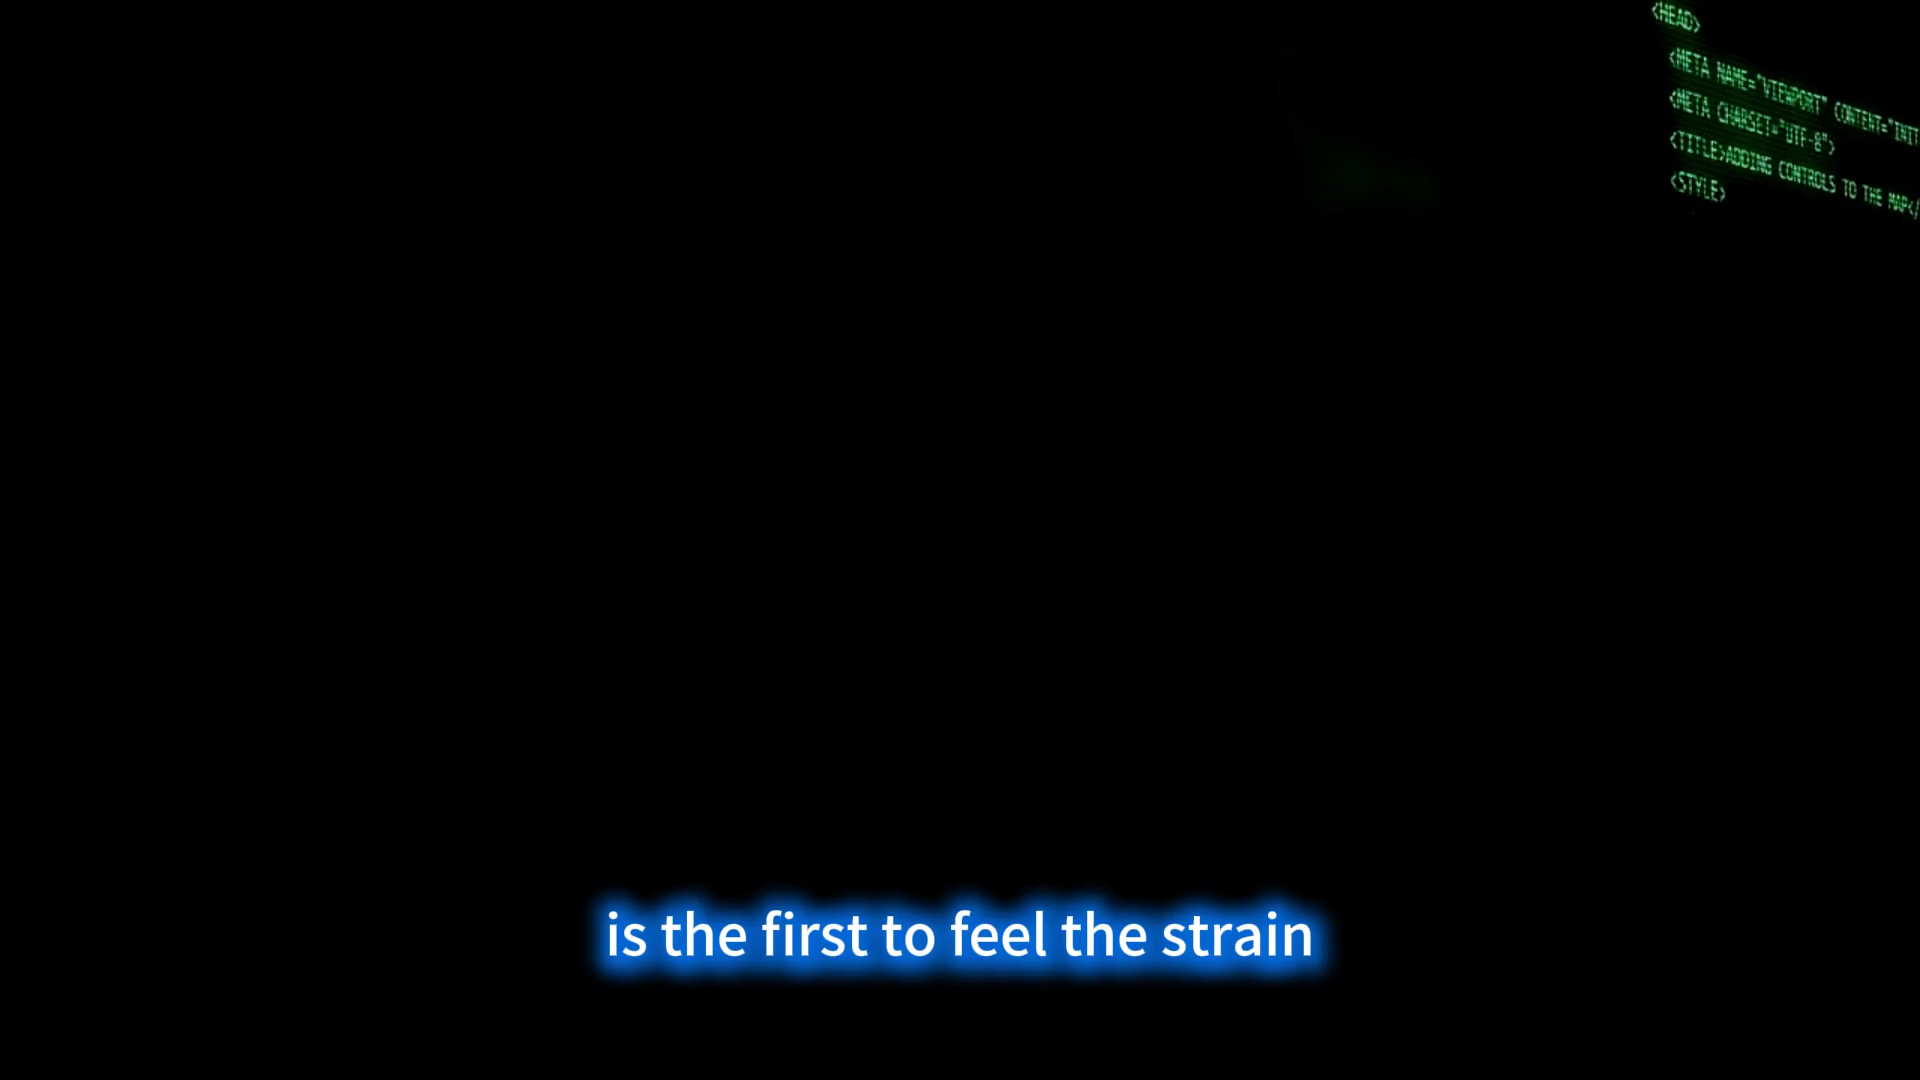 <HEAD>
<META NAME="VIEWPORT" CONTENT="INIT
<META CHARSET="UTF-8">
<TITLE>ADDING CONTROLS TO THE MAP</
<STYLE>
is the first to feel the strain